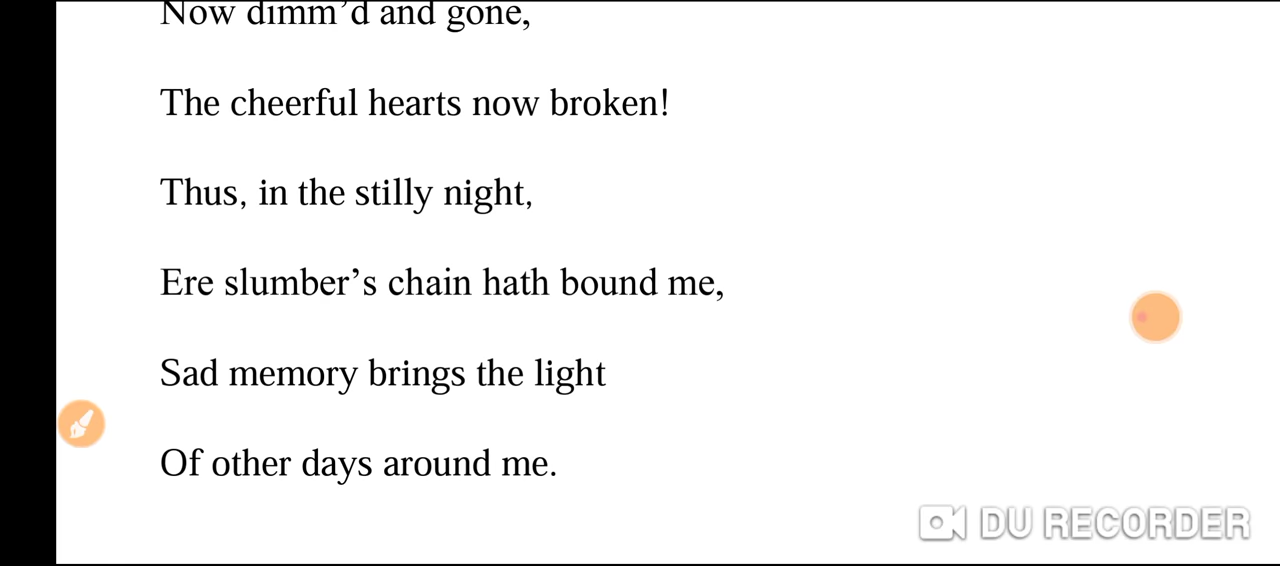 Now dimm’d and gone,
The cheerful hearts now broken!
Thus, in the stilly night,
Ere slumber’s chain hath bound me,
Sad memory brings the light
Of other days around me.
DU RECORDER